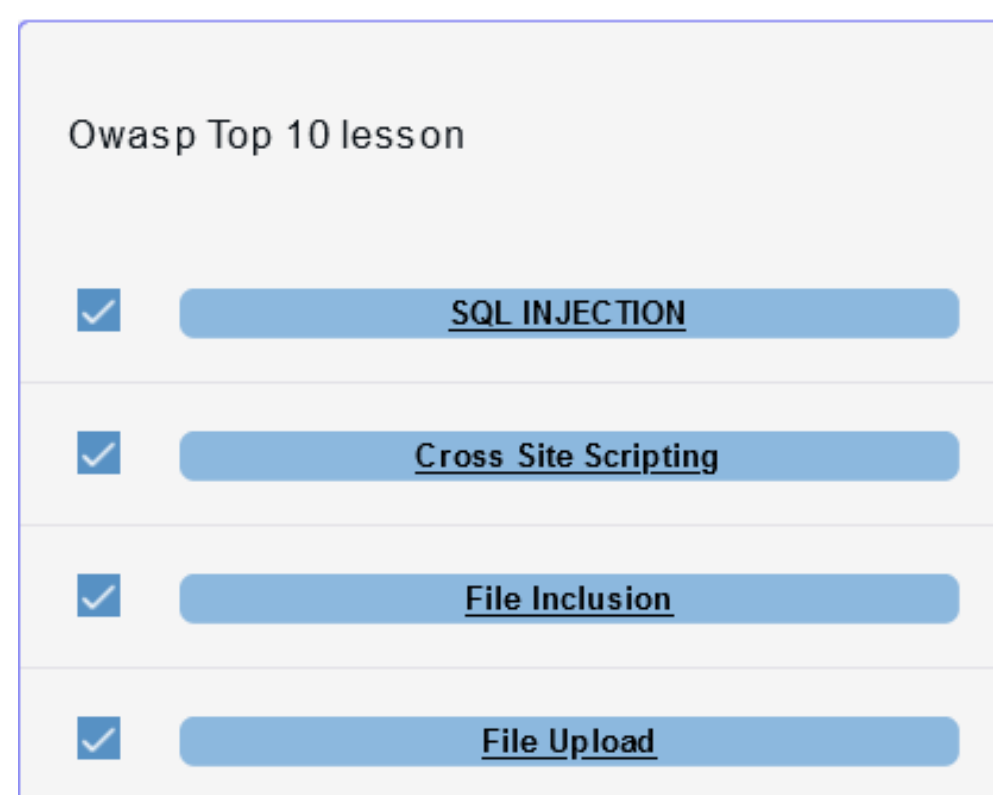 Owasp Top 10 lesson
SQL INJECTION
Cross Site Scripting
File Inclusion
File Upload